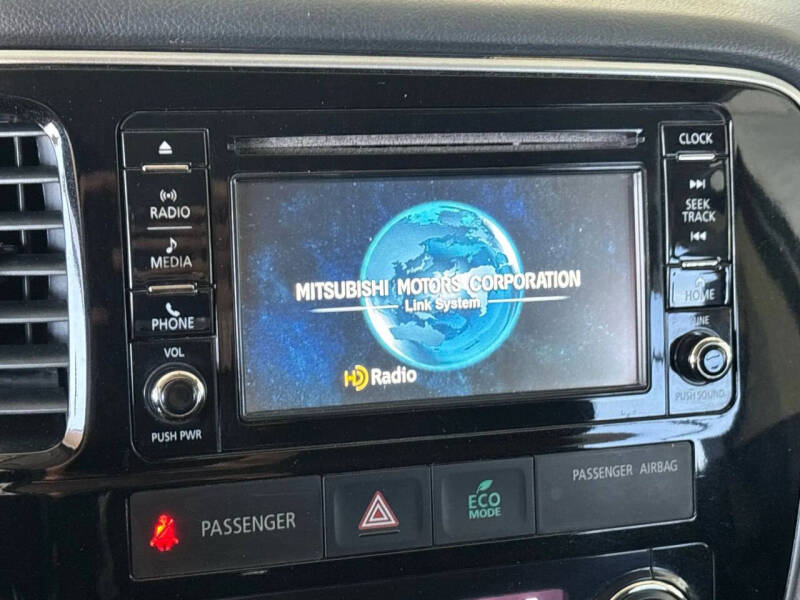 CLOCK
RADIO
MEDIA
PHONE
VOL
PUSH PWR
SEEK
TRACK
HOME
TUNE
PUSH SOUND
MITSUBISHI MOTORS CORPORATION
Link System
HD Radio
PASSENGER
ECO
MODE
PASSENGER AIRBAG